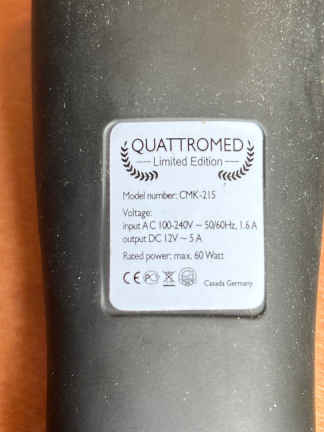 QUATTROMED
Limited Edition
Model number: CMK-215
Voltage:
input AC 100-240V ~ 50/60Hz, 1.6 A
output DC 12V ~ 5 A
Rated power: max. 60 Watt
CE Casada Germany